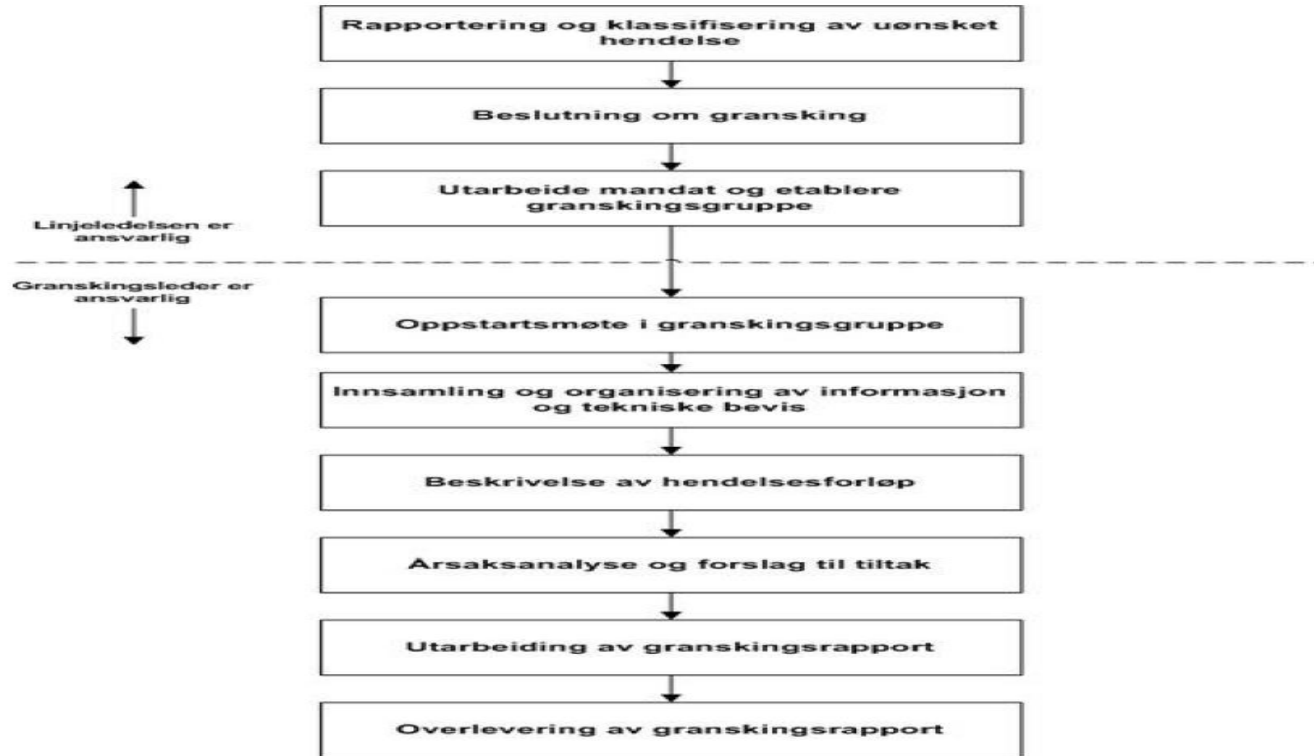 Rapportering og klassifisering av uønsket
hendelse
Beslutning om gransking
Utarbeide mandat og etablere
granskingsgruppe
Linjeledelsen er
ansvarlig
Granskingsleder er
ansvarlig
Oppstartsmøte i granskingsgruppe
Innsamling og organisering av informasjon
og tekniske bevis
Beskrivelse av hendelsesforløp
Årsaksanalyse og forslag til tiltak
Utarbeiding av granskingsrapport
Overlevering av granskingsrapport